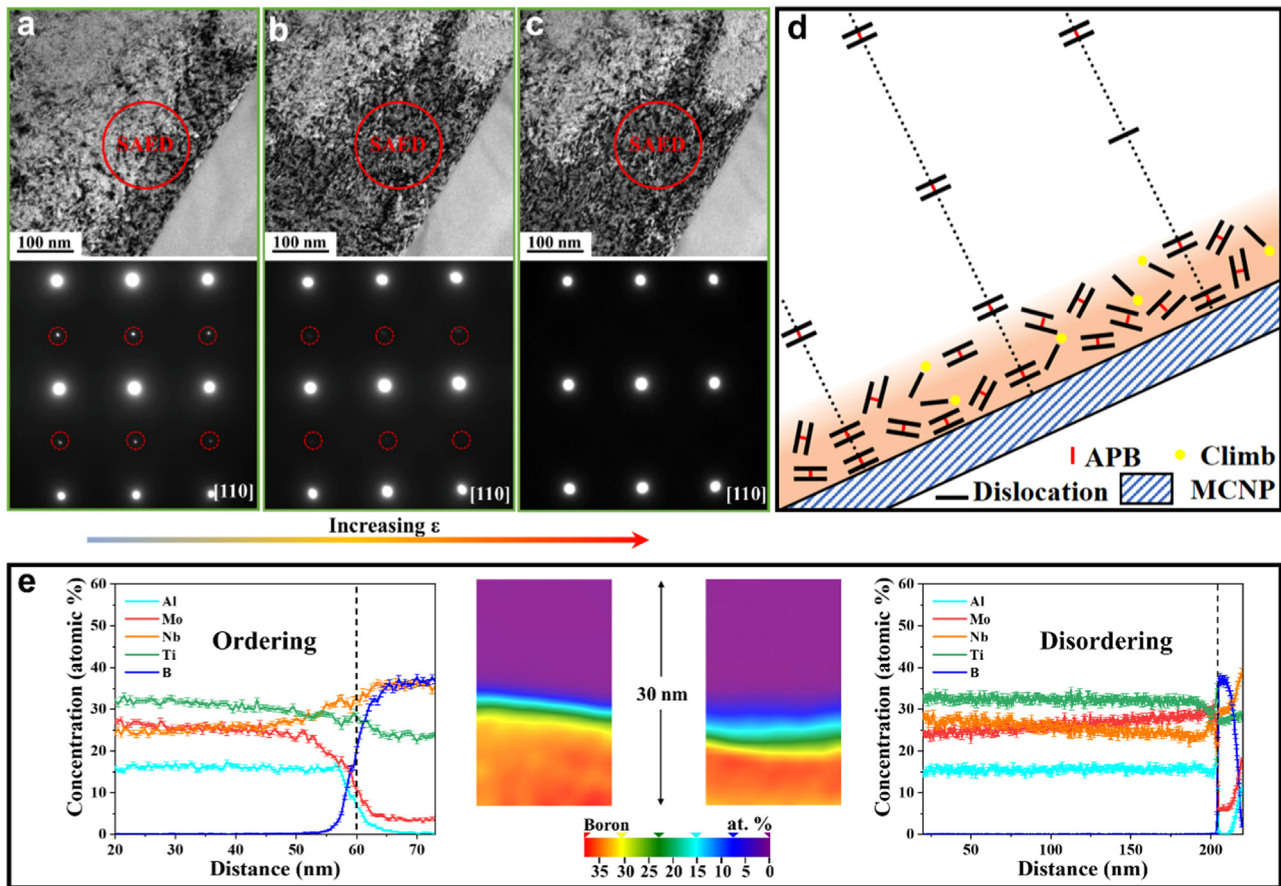 a
SAED
100 nm
b
SAED
100 nm
c
SAED
100 nm
d
APB
Climb
Dislocation
MCNP
[110]
[110]
[110]
Increasing ε
e
Concentration (atomic %)
60
50
40
30
20
10
0
Al
Mo
Nb
Ti
B
Ordering
20 30 40 50 60 70
Distance (nm)
30 nm
Boron at. %
35 30 25 20 15 10 5 0
Concentration (atomic %)
60
50
40
30
20
10
0
Al
Mo
Nb
Ti
B
Disordering
50 100 150 200
Distance (nm)